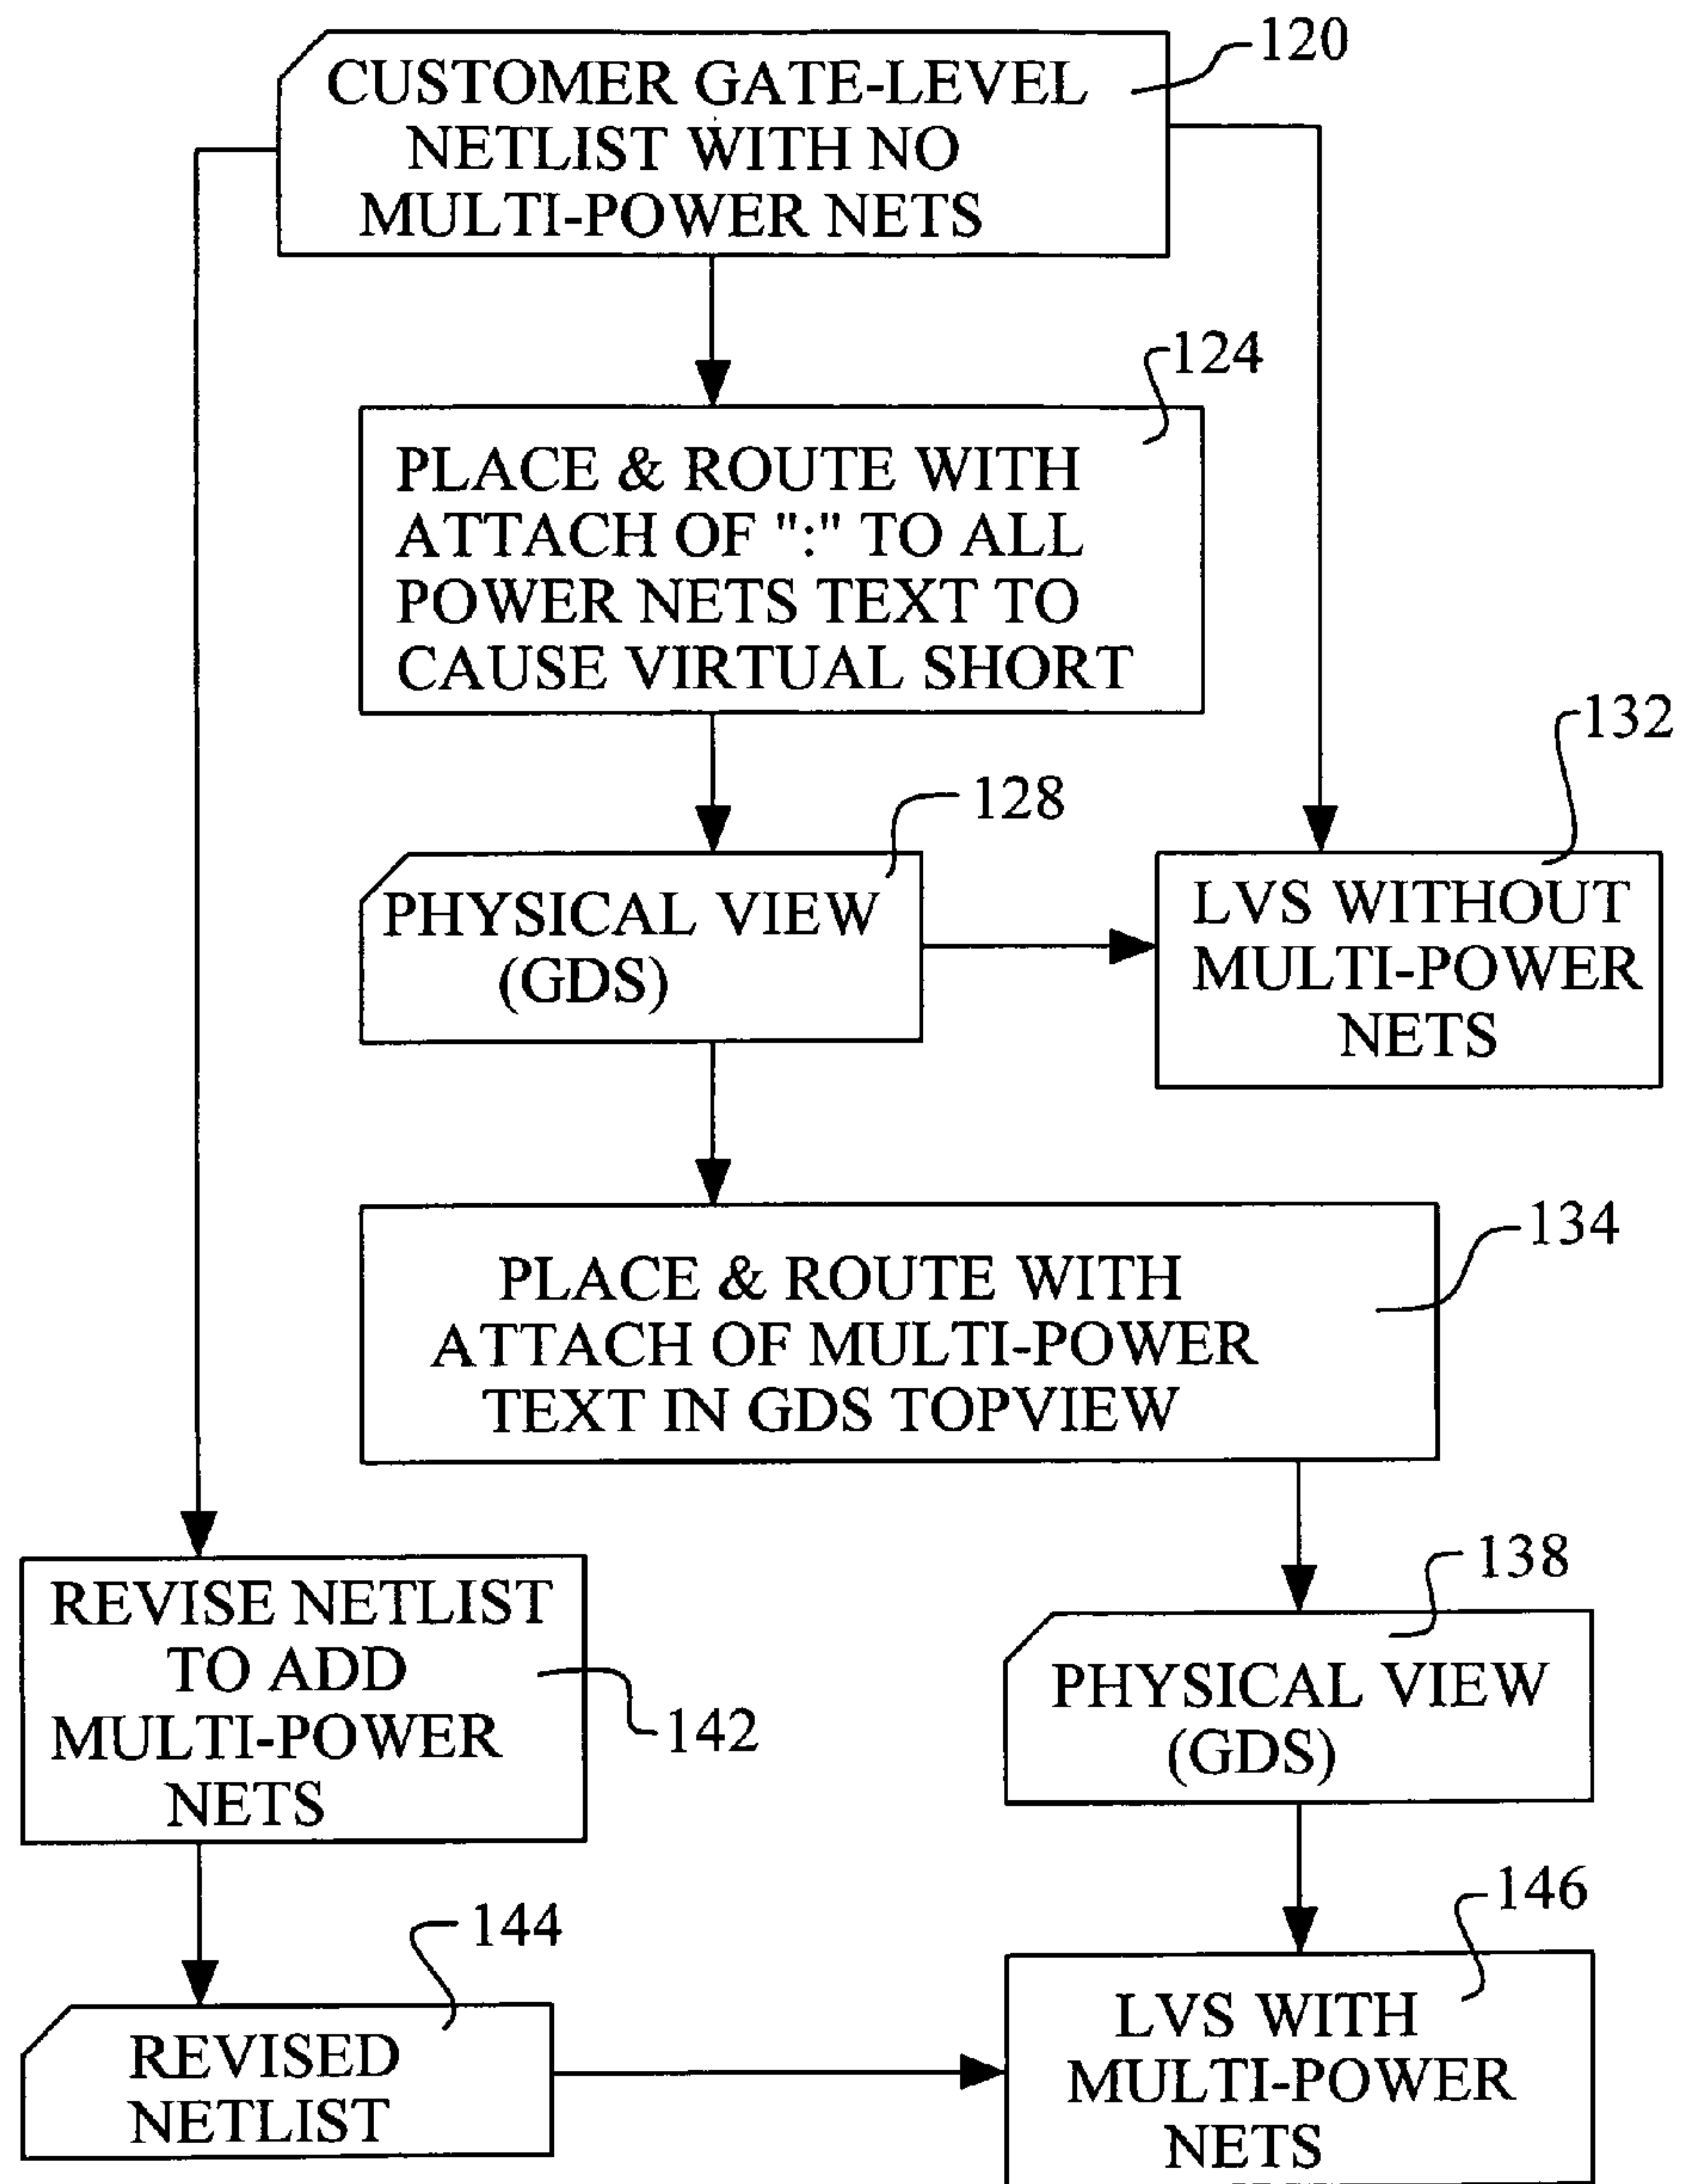 120
CUSTOMER GATE-LEVEL
NETLIST WITH NO
MULTI-POWER NETS
124
PLACE & ROUTE WITH
ATTACH OF ":" TO ALL
POWER NETS TEXT TO
CAUSE VIRTUAL SHORT
132
128
PHYSICAL VIEW
(GDS)
LVS WITHOUT
MULTI-POWER
NETS
134
PLACE & ROUTE WITH
ATTACH OF MULTI-POWER
TEXT IN GDS TOPVIEW
138
REVISE NETLIST
TO ADD
MULTI-POWER
NETS
142
PHYSICAL VIEW
(GDS)
146
144
REVISED
NETLIST
LVS WITH
MULTI-POWER
NETS